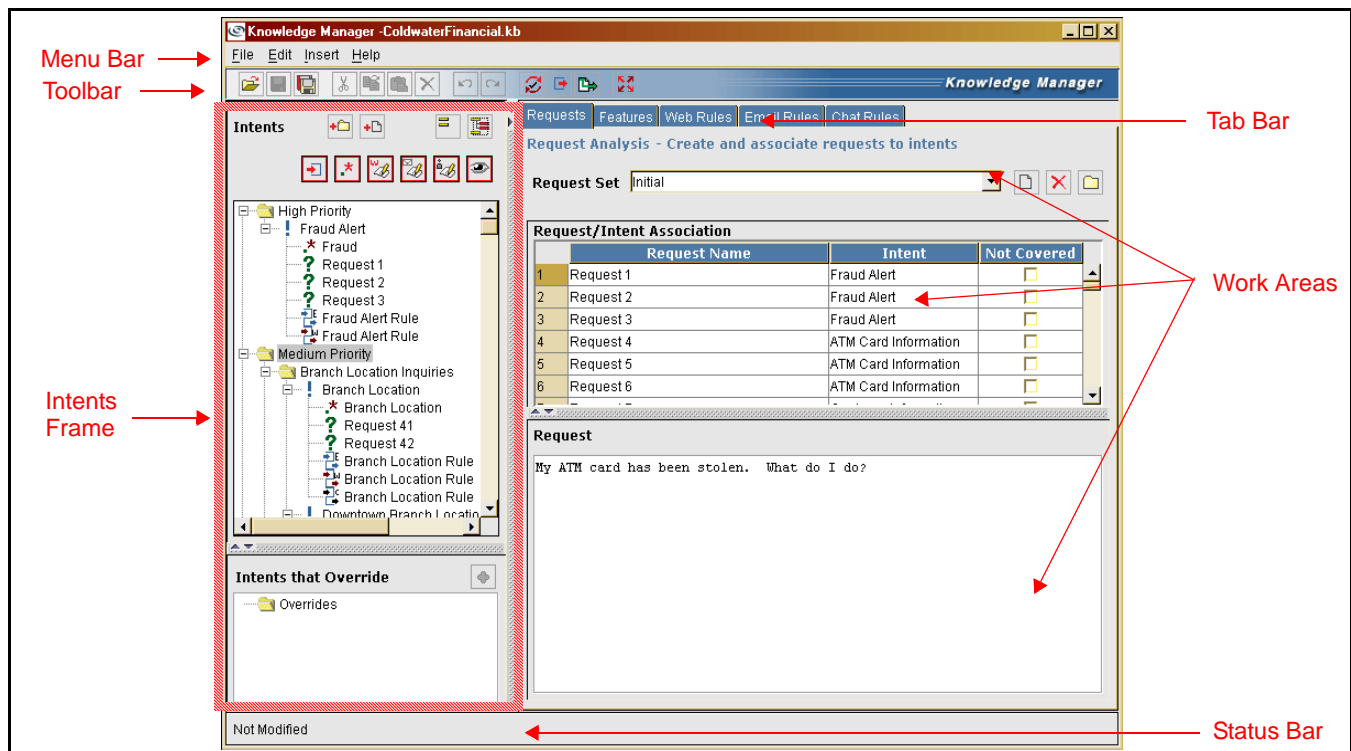 Knowledge Manager -ColdwaterFinancial.kb
File Edit Insert Help
Menu Bar
Toolbar
Knowledge Manager
Intents
Requests Features Web Rules Email Rules Chat Rules
Tab Bar
Request Analysis - Create and associate requests to intents
Request Set Initial
High Priority
Fraud Alert
Fraud
Request 1
Request 2
Request 3
Fraud Alert Rule
Fraud Alert Rule
Medium Priority
Branch Location Inquiries
Branch Location
Branch Location
Request 41
Request 42
Branch Location Rule
Branch Location Rule
Branch Location Rule
Downtown Branch Locatio
Intents
Frame
Request/Intent Association
Request Name Intent Not Covered
1 Request 1 Fraud Alert
2 Request 2 Fraud Alert
3 Request 3 Fraud Alert
4 Request 4 ATM Card Information
5 Request 5 ATM Card Information
6 Request 6 ATM Card Information
Work Areas
Request
My ATM card has been stolen. What do I do?
Intents that Override
Overrides
Not Modified
Status Bar